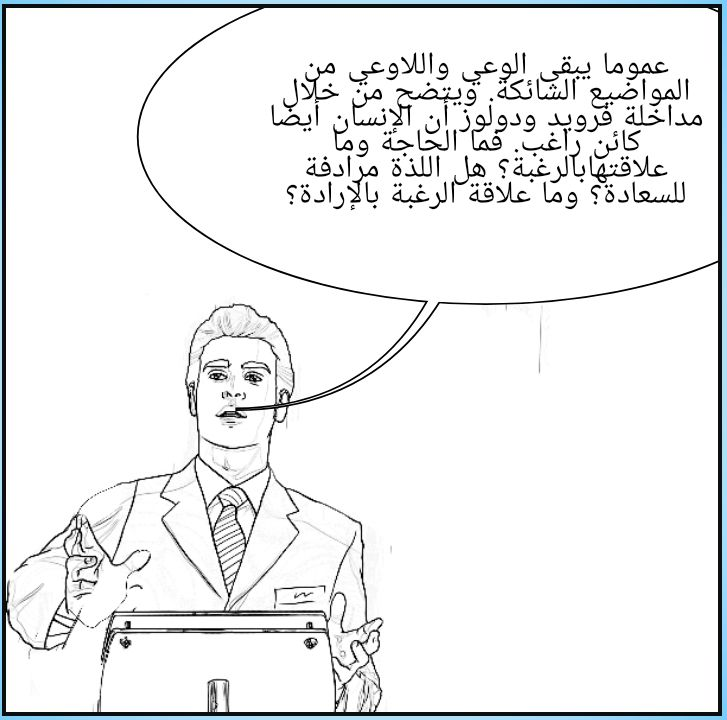 عموما يبقى الوعي واللاوعي من
المواضيع الشائكة. ويتضح من خلال
مداخلة فرويد ودولوز أن الإنسان أيضا
كائن راغب. فما الحاجة وما
علاقتهابالرغبة؟ هل اللذة مرادفة
للسعادة؟ وما علاقة الرغبة بالإرادة؟